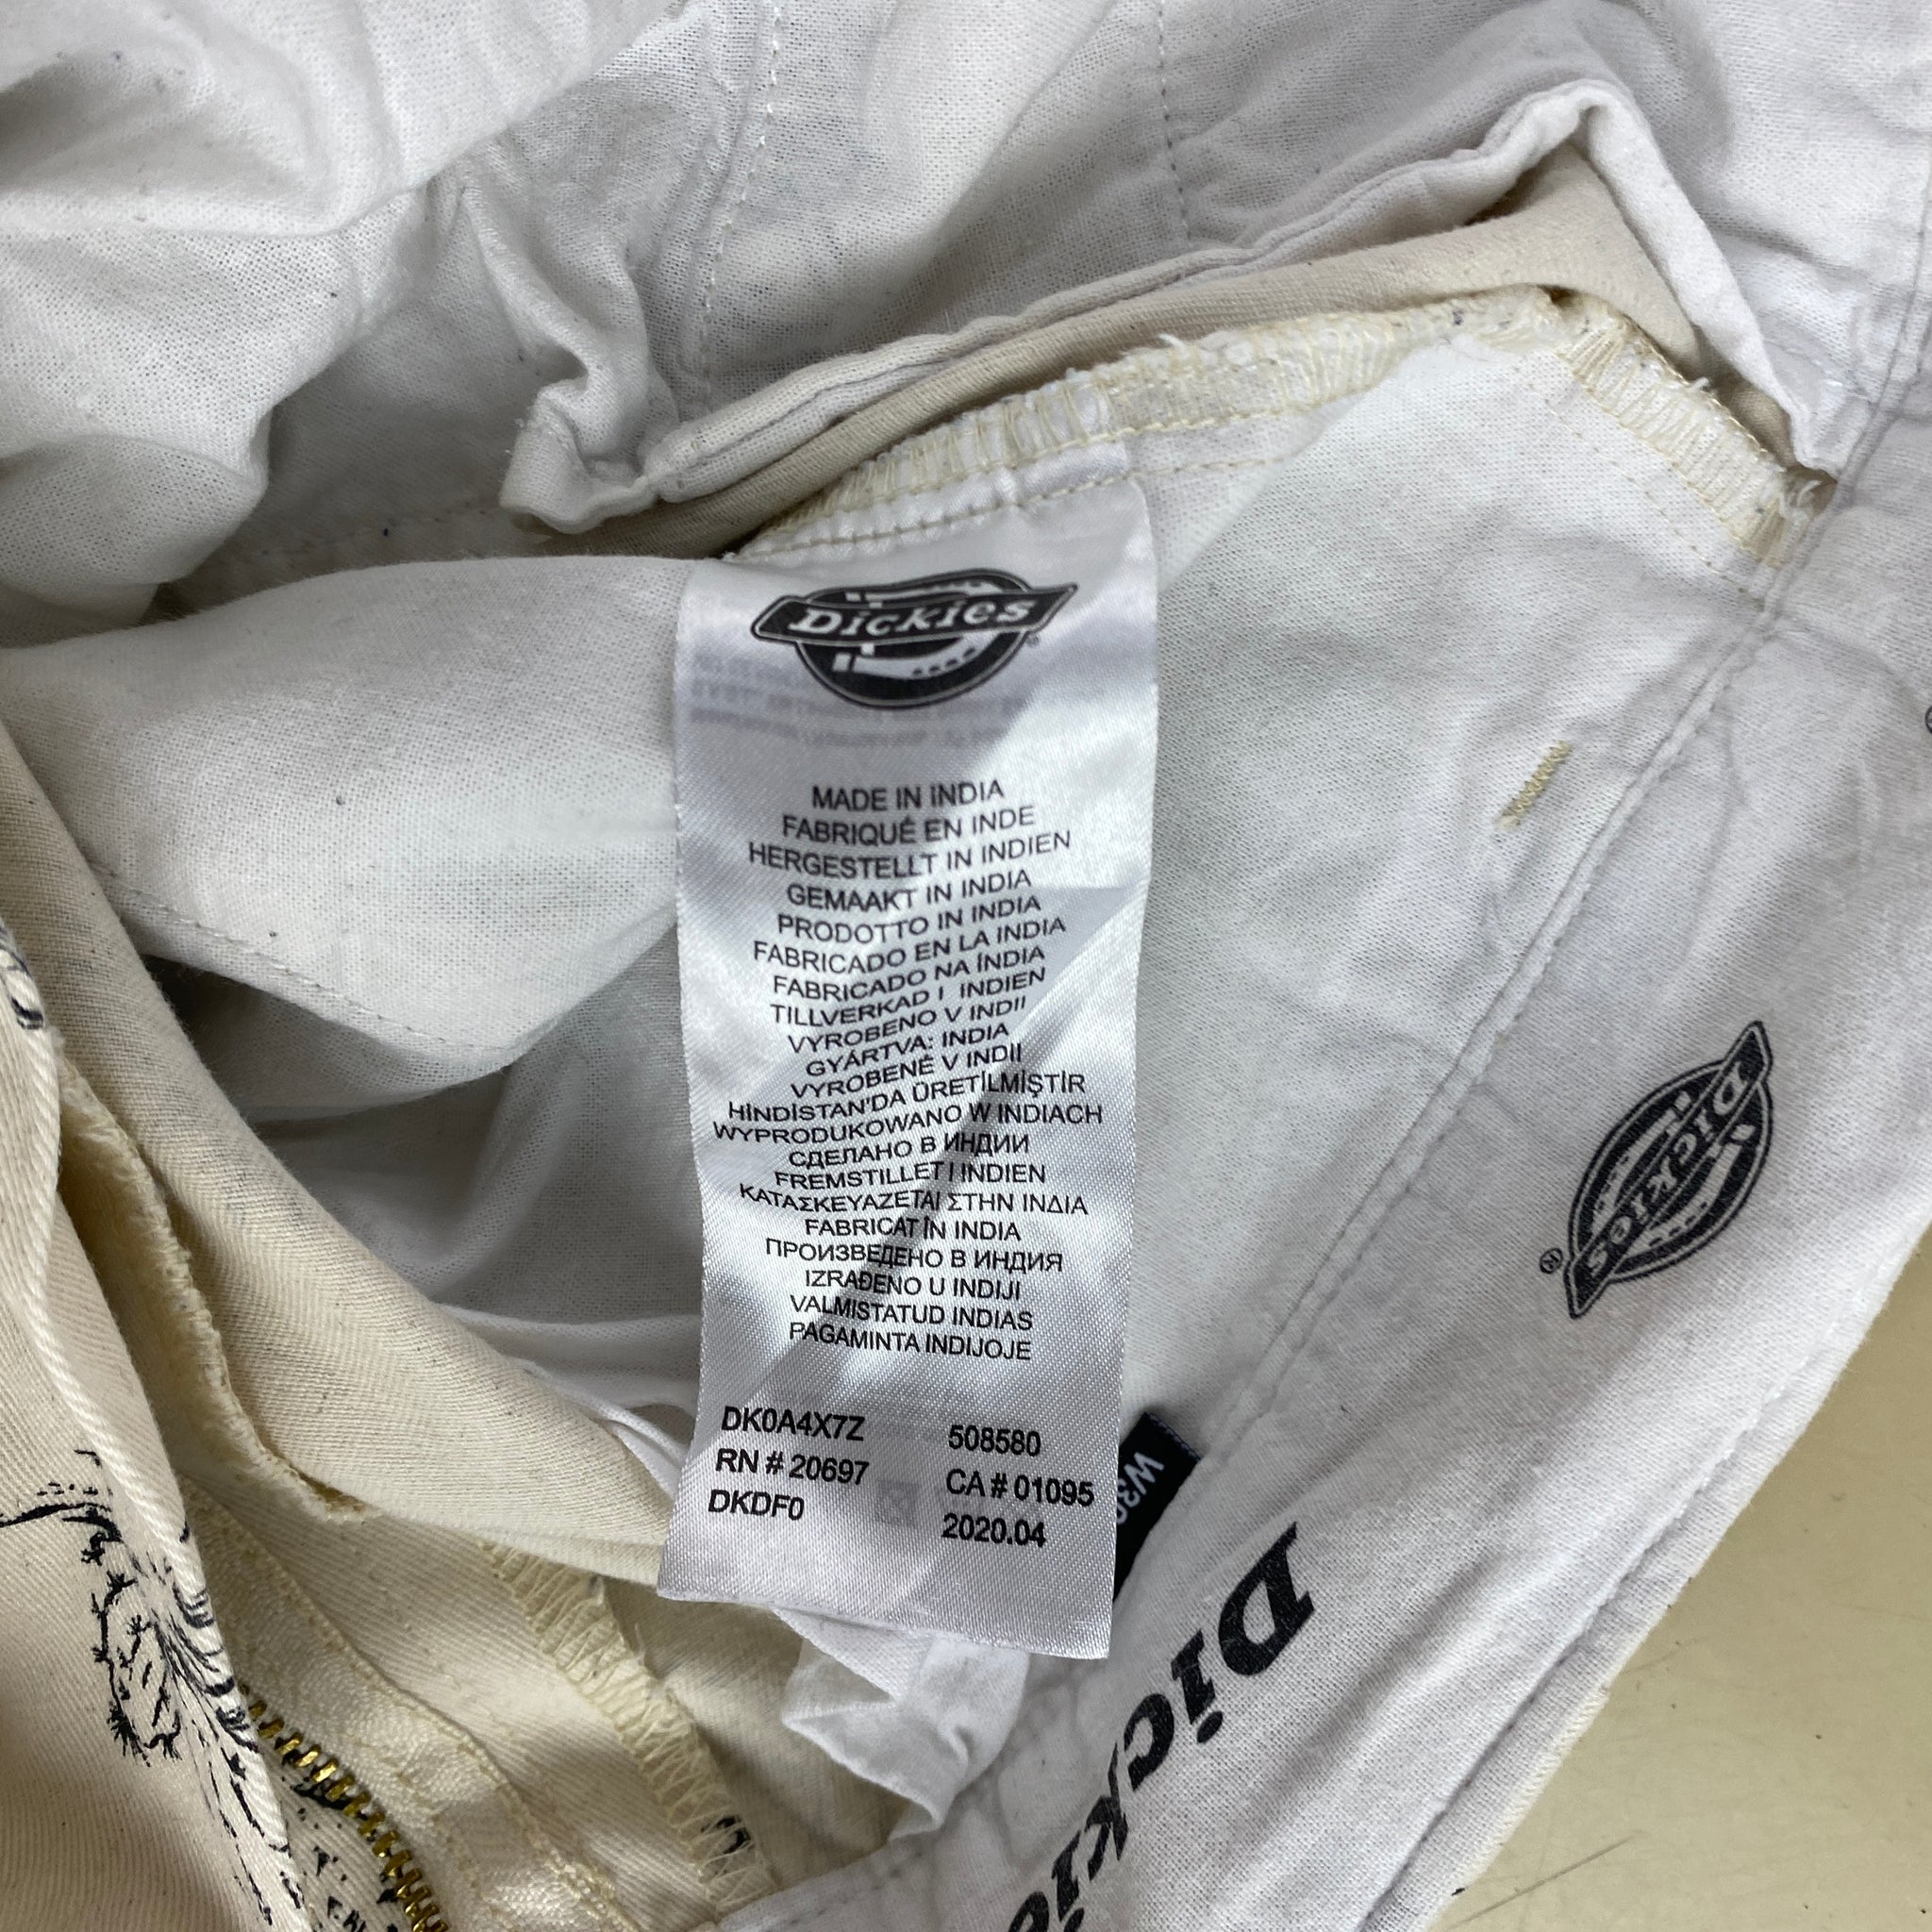 Dickies
MADE IN INDIA
FABRIQUÉ EN INDE
HERGESTELLT IN INDIEN
GEMAAKT IN INDIA
PRODOTTO IN INDIA
FABRICADO EN LA INDIA
FABRICADO NA ÍNDIA
TILLVERKAD I INDIEN
VYROBENO V INDII
GYÁRTVA: INDIA
VYROBENÉ V INDII
HİNDİSTAN'DA ÜRETİLMİŞTİR
WYPRODUKOWANO W INDIACH
СДЕЛАНО В ИНДИИ
FREMSTILLET I INDIEN
ΚΑΤΑΣΚΕΥΑΖΕΤΑΙ ΣΤΗΝ ΙΝΔΙΑ
FABRICAT ÎN INDIA
ПРОИЗВЕДЕНО В ИНДИЯ
IZRAĐENO U INDIJI
VALMISTATUD INDIAS
PAGAMINTA INDIJOJE
DK0A4X7Z 508580
RN # 20697 CA # 01095
DKDF0 2020.04
Dickies
®
Dickies